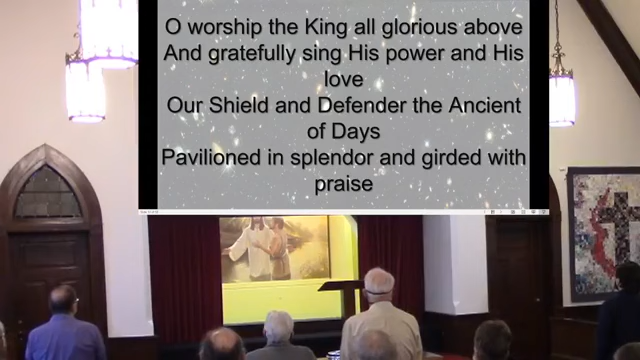 O worship the King all glorious above
And gratefully sing His power and His
love
Our Shield and Defender the Ancient
of Days
Pavilioned in splendor and girded with
praise